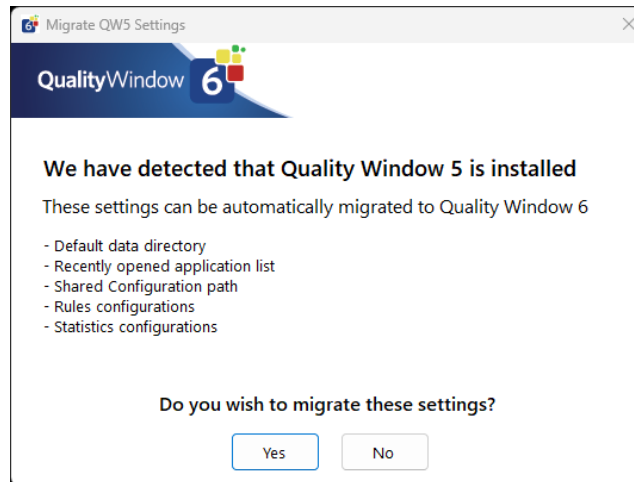 6 Migrate QW5 Settings
QualityWindow 6
We have detected that Quality Window 5 is installed
These settings can be automatically migrated to Quality Window 6
- Default data directory
- Recently opened application list
- Shared Configuration path
- Rules configurations
- Statistics configurations
Do you wish to migrate these settings?
Yes No